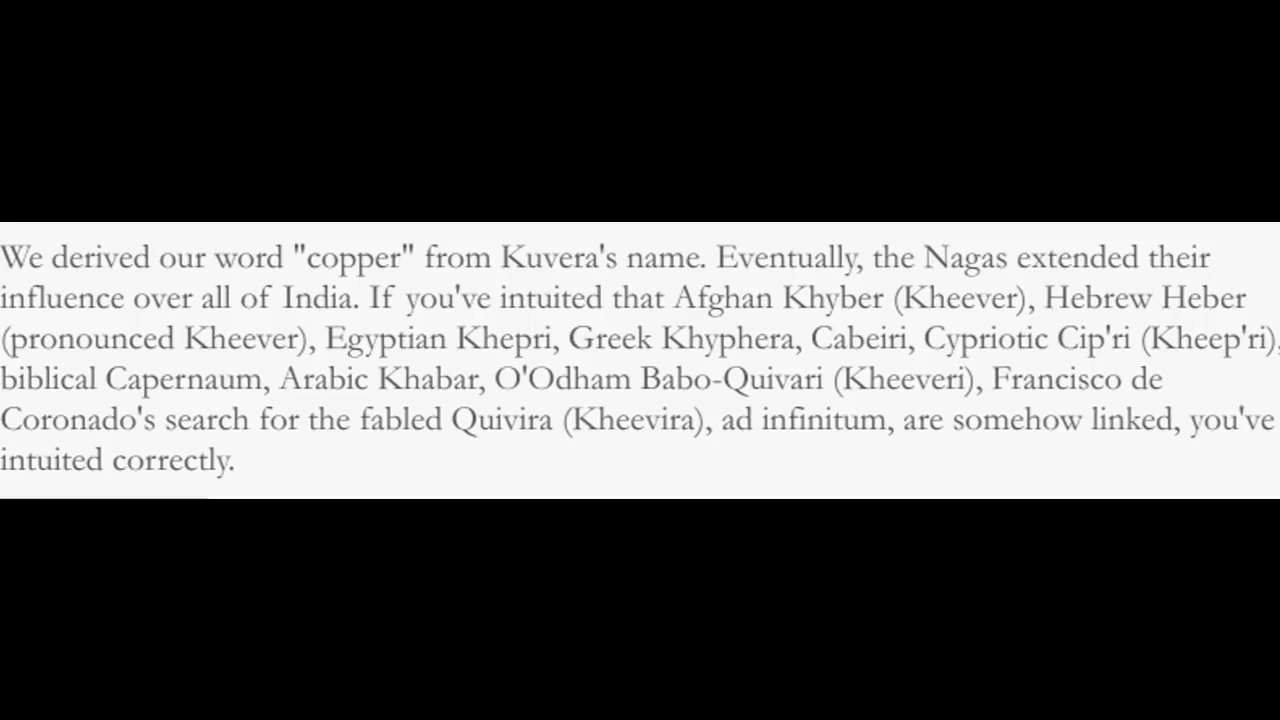 We derived our word "copper" from Kuvera's name. Eventually, the Nagas extended their
influence over all of India. If you've intuited that Afghan Khyber (Kheever), Hebrew Heber
(pronounced Kheever), Egyptian Khepri, Greek Khyphera, Cabeiri, Cypriotic Cip'ri (Kheep'ri),
biblical Capernaum, Arabic Khabar, O'Odham Babo-Quivari (Kheeveri), Francisco de
Coronado's search for the fabled Quivira (Kheevira), ad infinitum, are somehow linked, you've
intuited correctly.